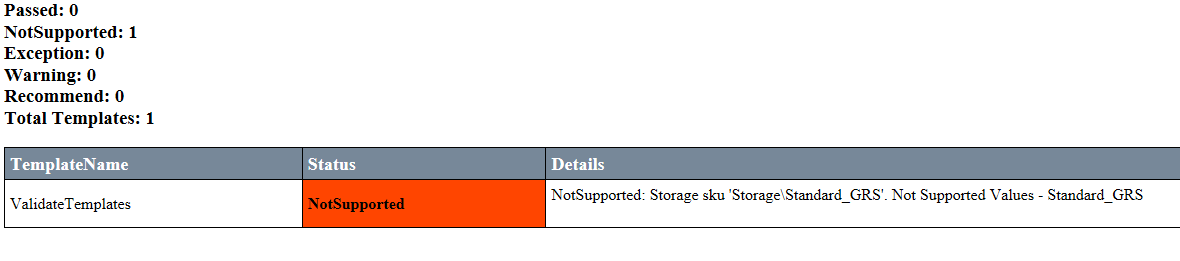 Passed: 0
NotSupported: 1
Exception: 0
Warning: 0
Recommend: 0
Total Templates: 1
TemplateName Status Details
ValidateTemplates NotSupported NotSupported: Storage sku 'Storage\Standard_GRS'. Not Supported Values - Standard_GRS